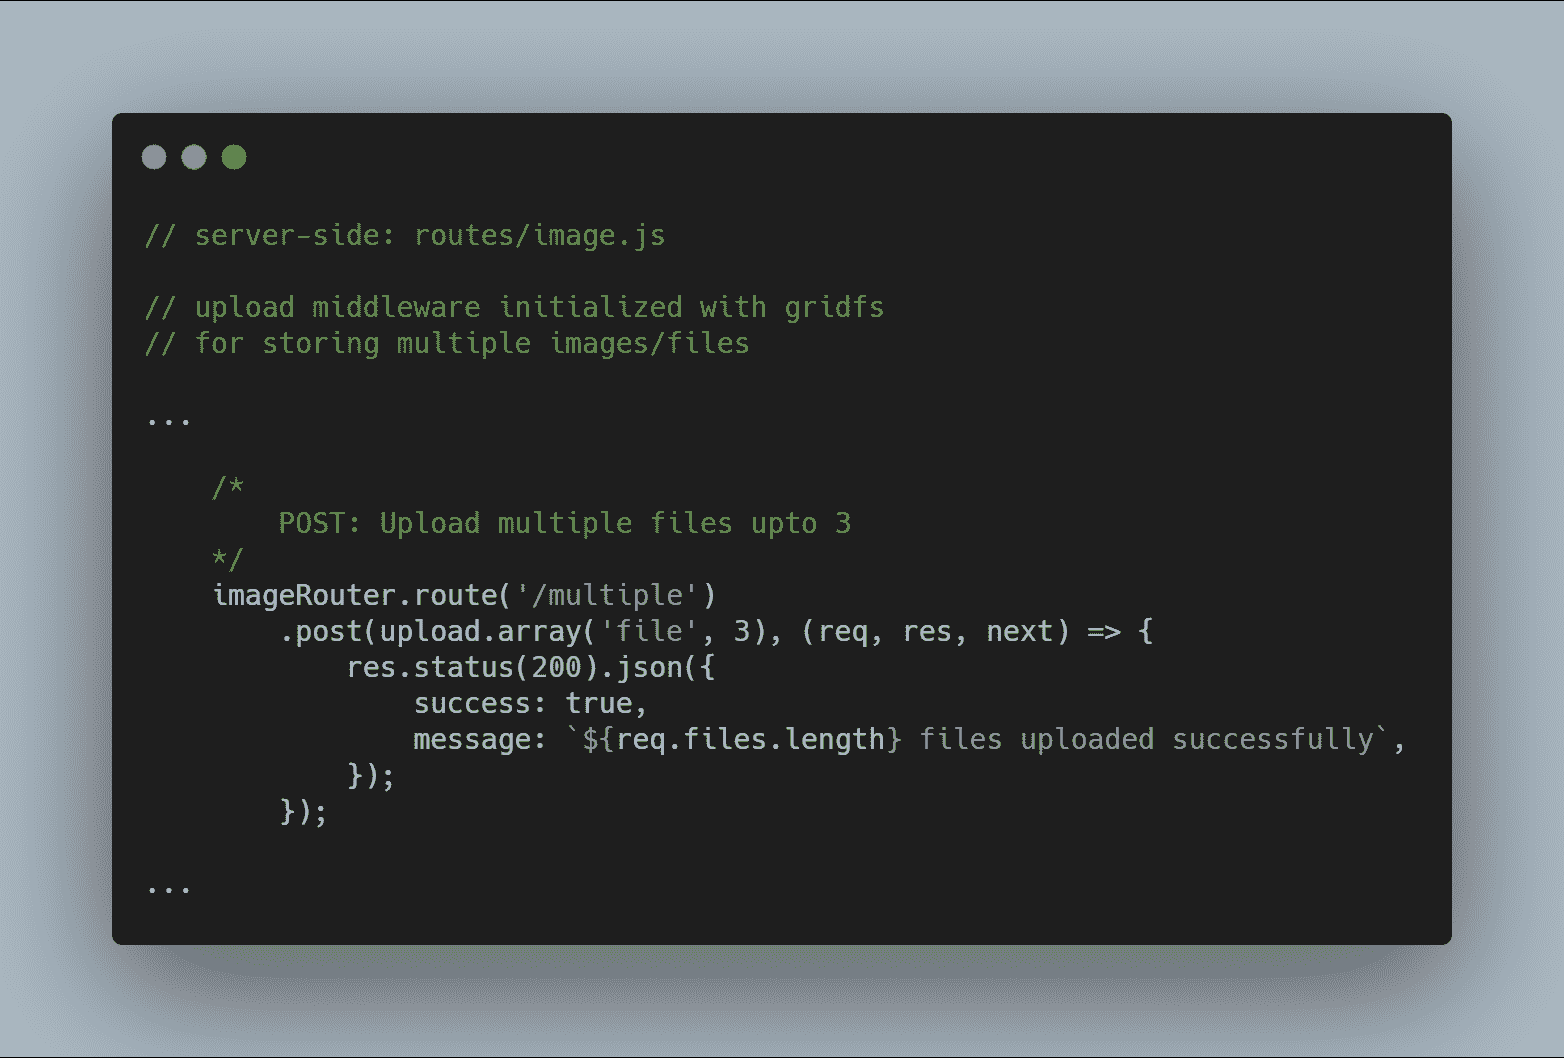 // server-side: routes/image.js
// upload middleware initialized with gridfs
// for storing multiple images/files
...
/*
POST: Upload multiple files upto 3
*/
imageRouter.route('/multiple')
.post(upload.array('file', 3), (req, res, next) => {
res.status(200).json({
success: true,
message: `${req.files.length} files uploaded successfully`,
});
});
...